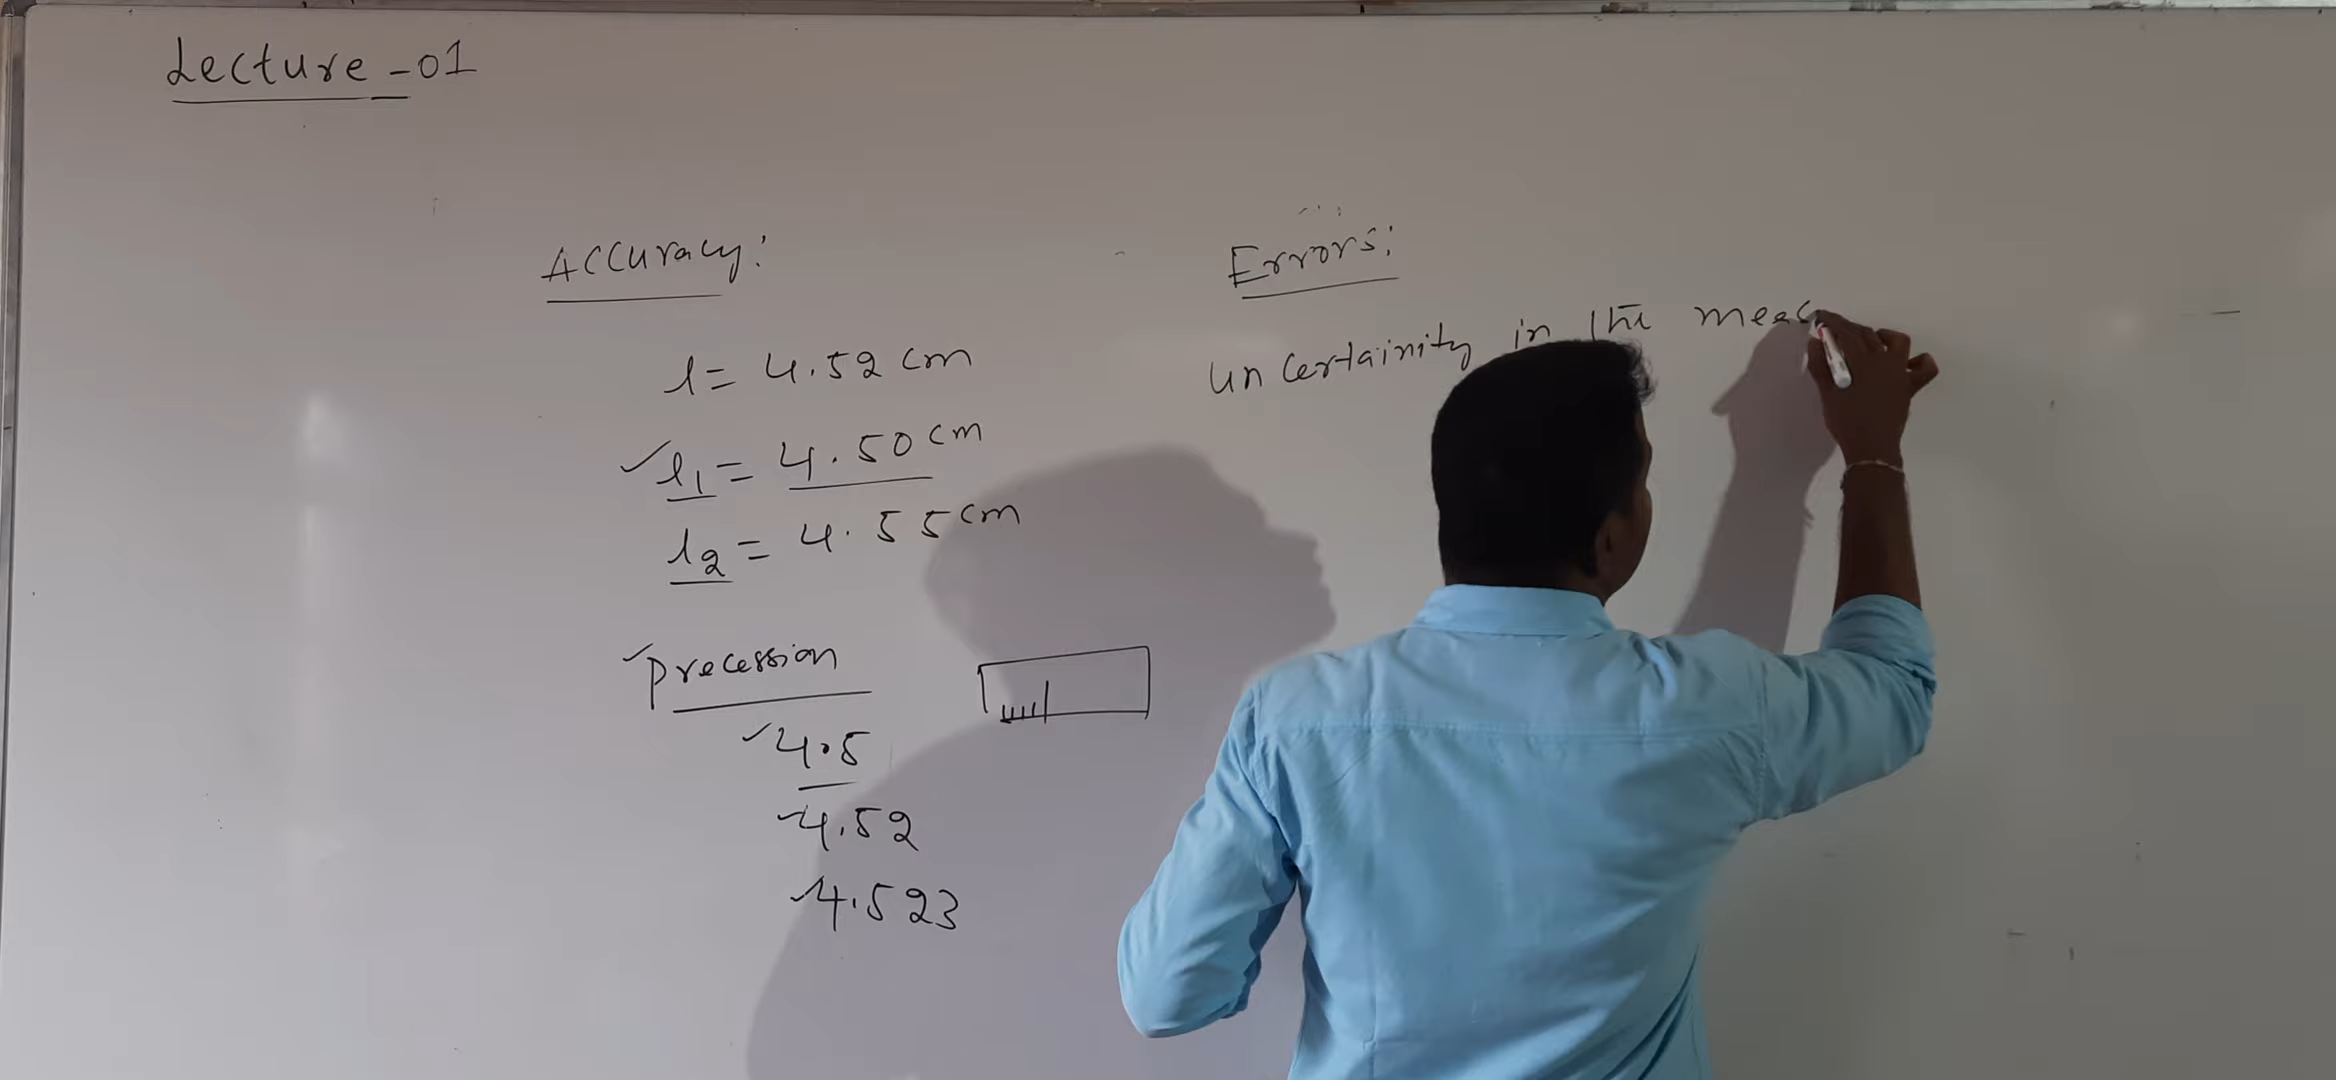 Lecture - 01
Accuracy:
l = 4.52 cm
✓l1 = 4.50 cm
l2 = 4.55 cm
✓precession
✓4.5
✓4.52
✓4.523
Errors:
uncertainity in the meas